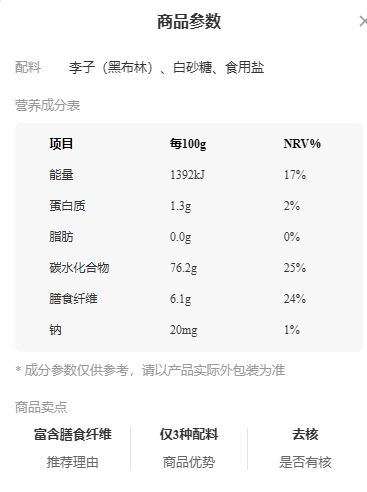 商品参数
配料 李子（黑布林）、白砂糖、食用盐
营养成分表
项目 每100g NRV%
能量 1392kJ 17%
蛋白质 1.3g 2%
脂肪 0.0g 0%
碳水化合物 76.2g 25%
膳食纤维 6.1g 24%
钠 20mg 1%
* 成分参数仅供参考，请以产品实际外包装为准
商品卖点
富含膳食纤维 仅3种配料 去核
推荐理由 商品优势 是否有核